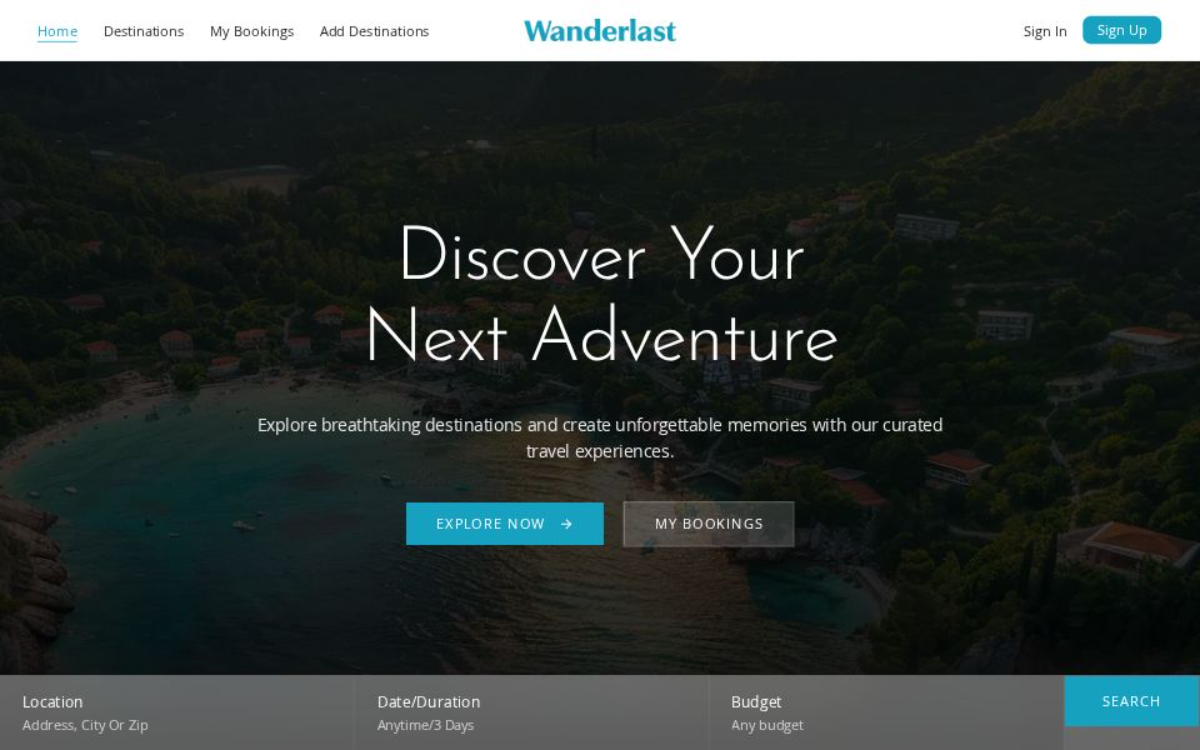 Home Destinations My Bookings Add Destinations Wanderlast Sign In Sign Up
Discover Your
Next Adventure
Explore breathtaking destinations and create unforgettable memories with our curated
travel experiences.
EXPLORE NOW → MY BOOKINGS
Location Date/Duration Budget SEARCH
Address, City Or Zip Anytime/3 Days Any budget